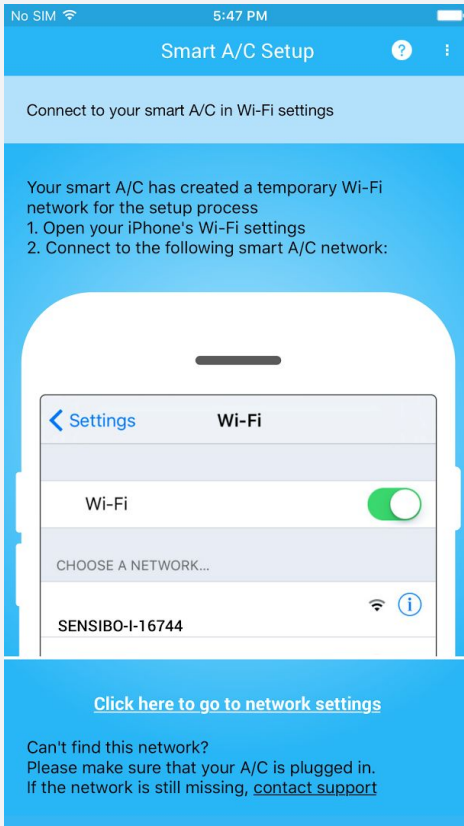 No SIM 5:47 PM
Smart A/C Setup ?
Connect to your smart A/C in Wi-Fi settings
Your smart A/C has created a temporary Wi-Fi
network for the setup process
1. Open your iPhone's Wi-Fi settings
2. Connect to the following smart A/C network:
Settings Wi-Fi
Wi-Fi
CHOOSE A NETWORK...
SENSIBO-I-16744
Click here to go to network settings
Can't find this network?
Please make sure that your A/C is plugged in.
If the network is still missing, contact support